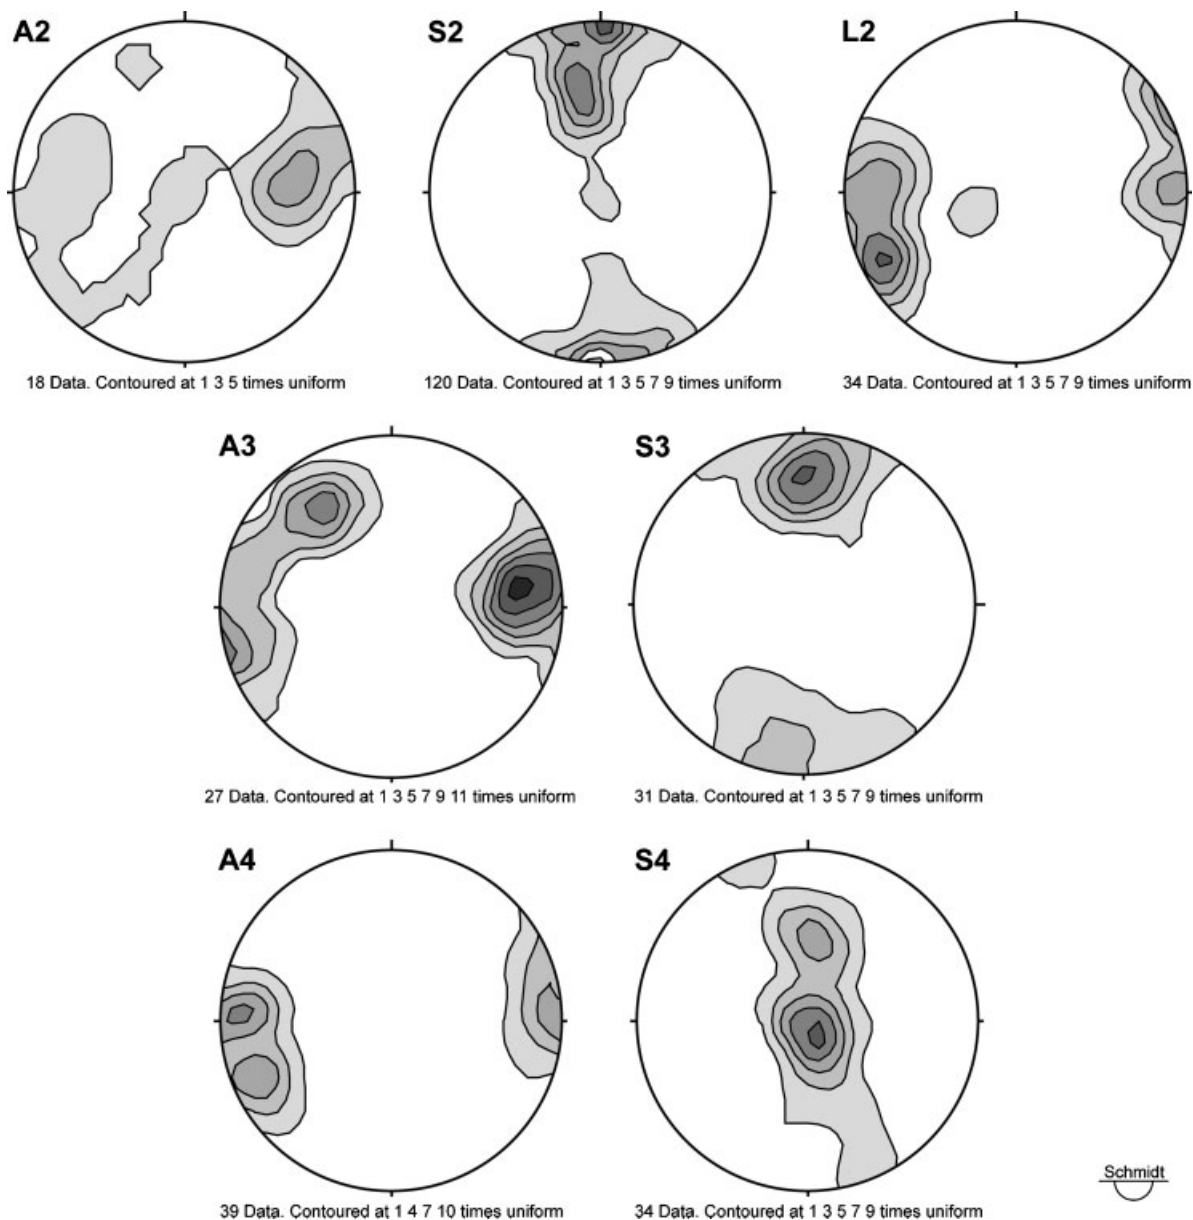 A2
S2
L2
18 Data. Contoured at 1 3 5 times uniform
120 Data. Contoured at 1 3 5 7 9 times uniform
34 Data. Contoured at 1 3 5 7 9 times uniform
A3
S3
27 Data. Contoured at 1 3 5 7 9 11 times uniform
31 Data. Contoured at 1 3 5 7 9 times uniform
A4
S4
39 Data. Contoured at 1 4 7 10 times uniform
34 Data. Contoured at 1 3 5 7 9 times uniform
Schmidt